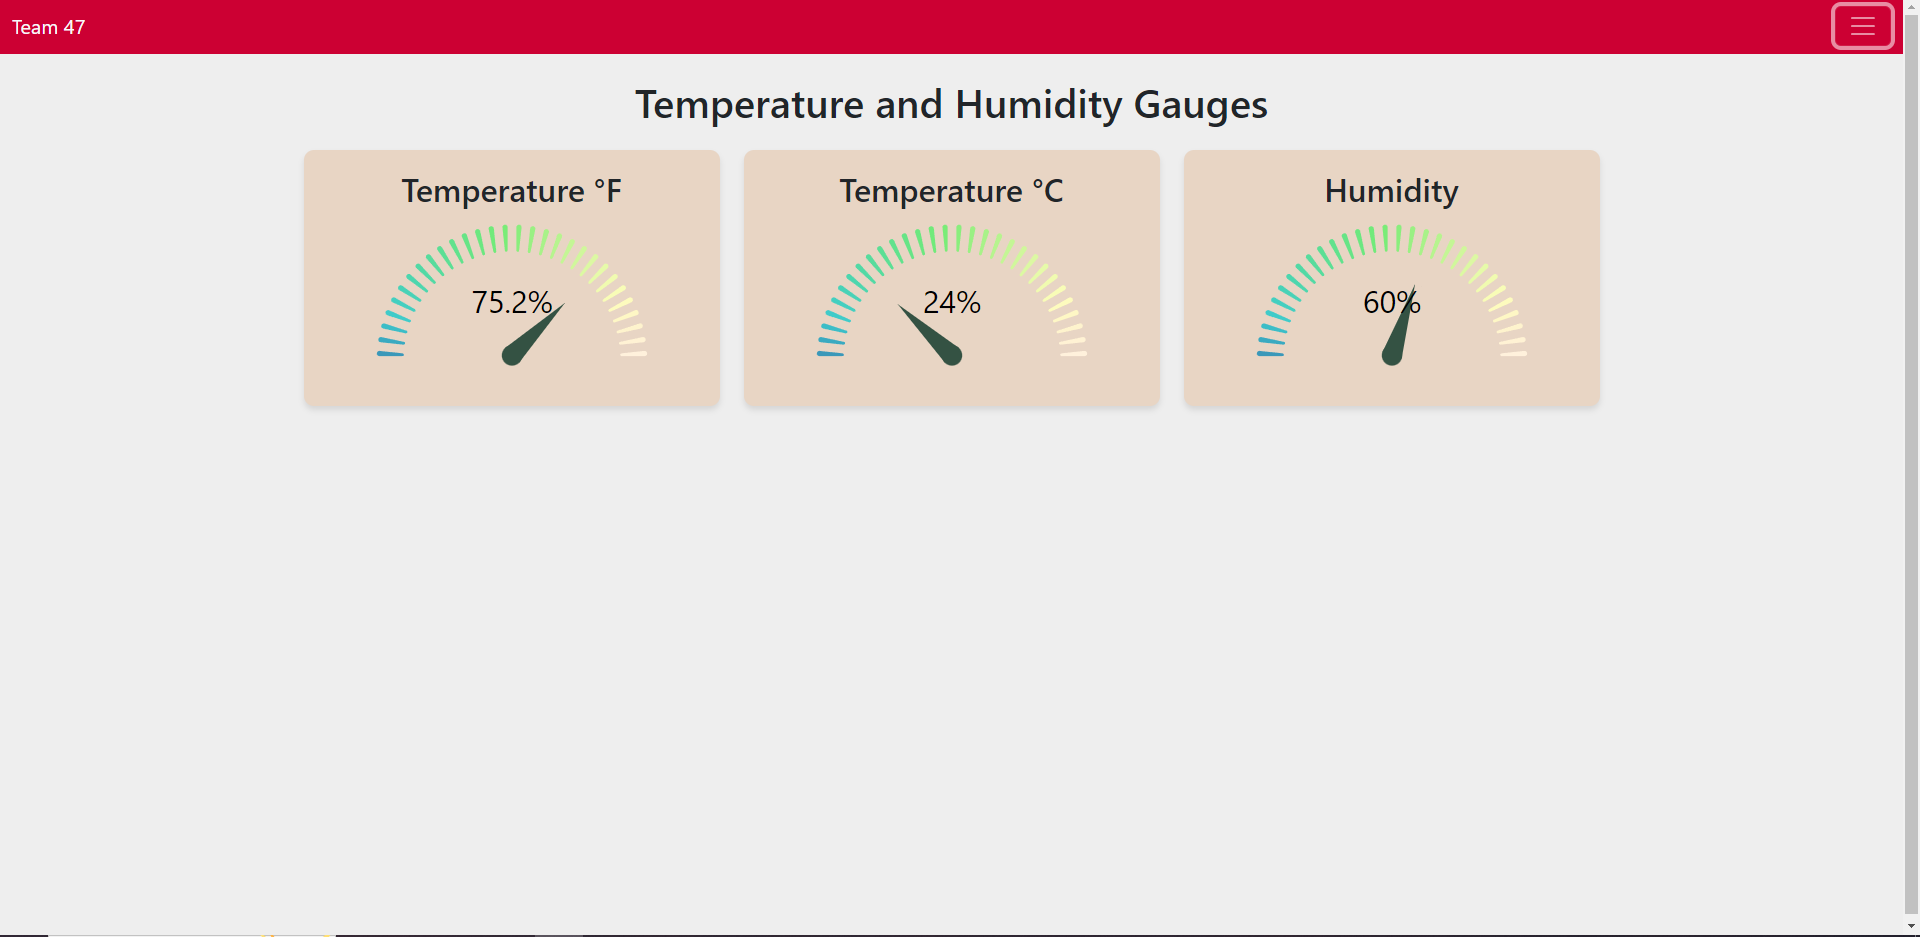 Team 47
Temperature and Humidity Gauges
Temperature °F
75.2%
Temperature °C
24%
Humidity
60%